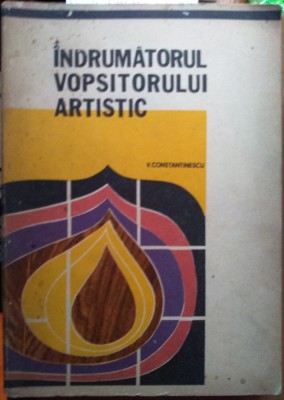 ÎNDRUMĂTORUL
VOPSITORULUI
ARTISTIC
V. CONSTANTINESCU